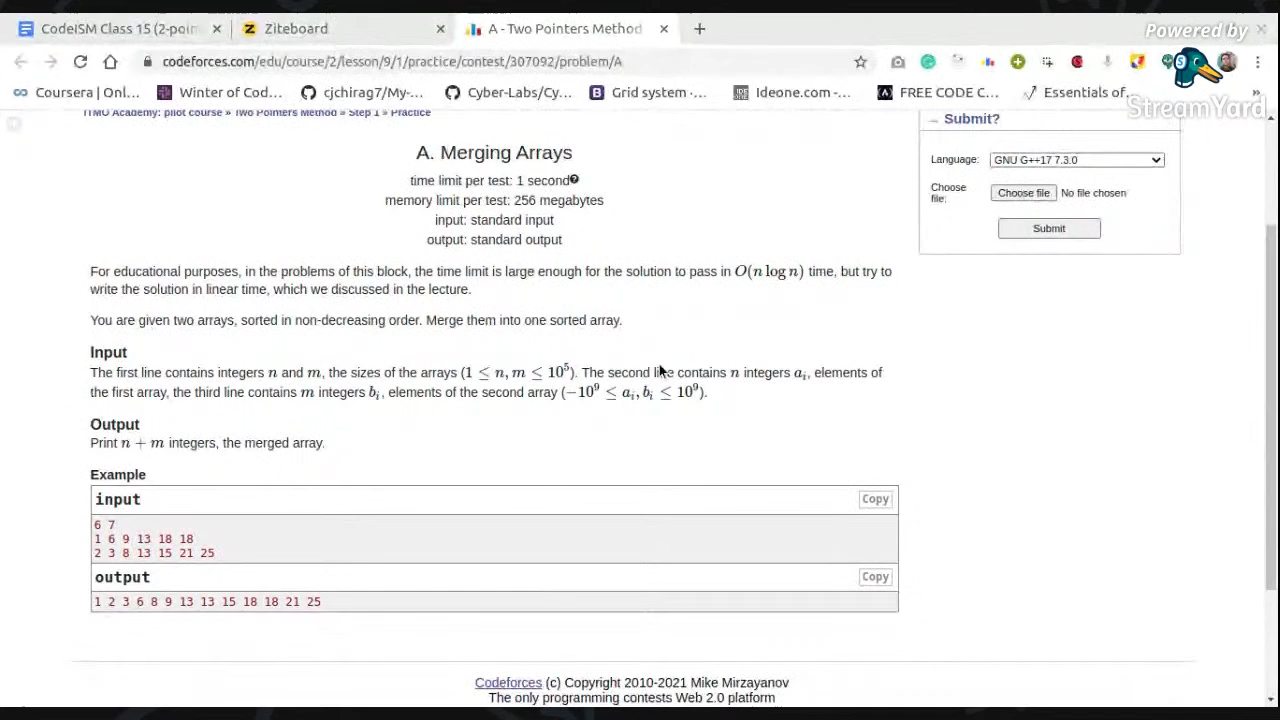 CodeISM Class 15 (2-poin
Ziteboard
A - Two Pointers Method
Powered by
codeforces.com/edu/course/2/lesson/9/1/practice/contest/307092/problem/A
Coursera | Onl...
Winter of Cod...
cjchirag7/My-...
Cyber-Labs/Cy...
Grid system ·...
Ideone.com -...
FREE CODE C...
Essentials of...
»
StreamYard
ITMO Academy: pilot course » Two Pointers Method » Step 1 » Practice
→ Submit?
A. Merging Arrays
time limit per test: 1 second
memory limit per test: 256 megabytes
input: standard input
output: standard output
Language: GNU G++17 7.3.0
Choose file: Choose file No file chosen
Submit
For educational purposes, in the problems of this block, the time limit is large enough for the solution to pass in O(n log n) time, but try to
write the solution in linear time, which we discussed in the lecture.
You are given two arrays, sorted in non-decreasing order. Merge them into one sorted array.
Input
The first line contains integers n and m, the sizes of the arrays (1 ≤ n, m ≤ 10⁵). The second line contains n integers aᵢ, elements of
the first array, the third line contains m integers bᵢ, elements of the second array (−10⁹ ≤ aᵢ, bᵢ ≤ 10⁹).
Output
Print n + m integers, the merged array.
Example
input
Copy
6 7
1 6 9 13 18 18
2 3 8 13 15 21 25
output
Copy
1 2 3 6 8 9 13 13 15 18 18 21 25
Codeforces (c) Copyright 2010-2021 Mike Mirzayanov
The only programming contests Web 2.0 platform